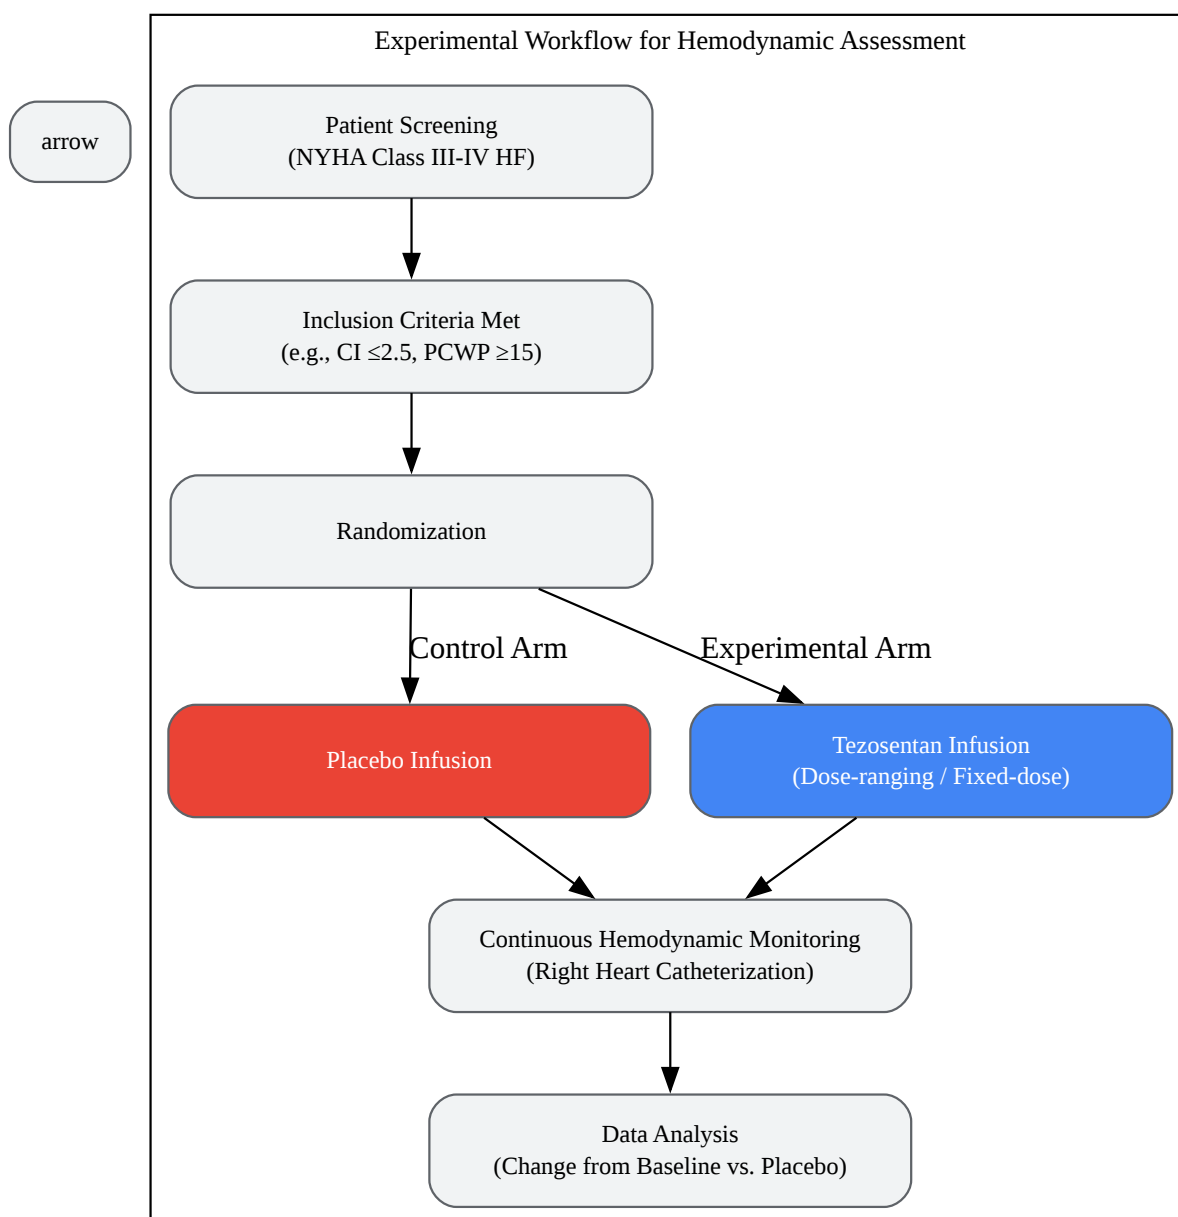 Experimental Workflow for Hemodynamic Assessment
arrow
Patient Screening
(NYHA Class III-IV HF)
Inclusion Criteria Met
(e.g., CI ≤2.5, PCWP ≥15)
Randomization
Control Arm
Experimental Arm
Placebo Infusion
Tezosentan Infusion
(Dose-ranging / Fixed-dose)
Continuous Hemodynamic Monitoring
(Right Heart Catheterization)
Data Analysis
(Change from Baseline vs. Placebo)